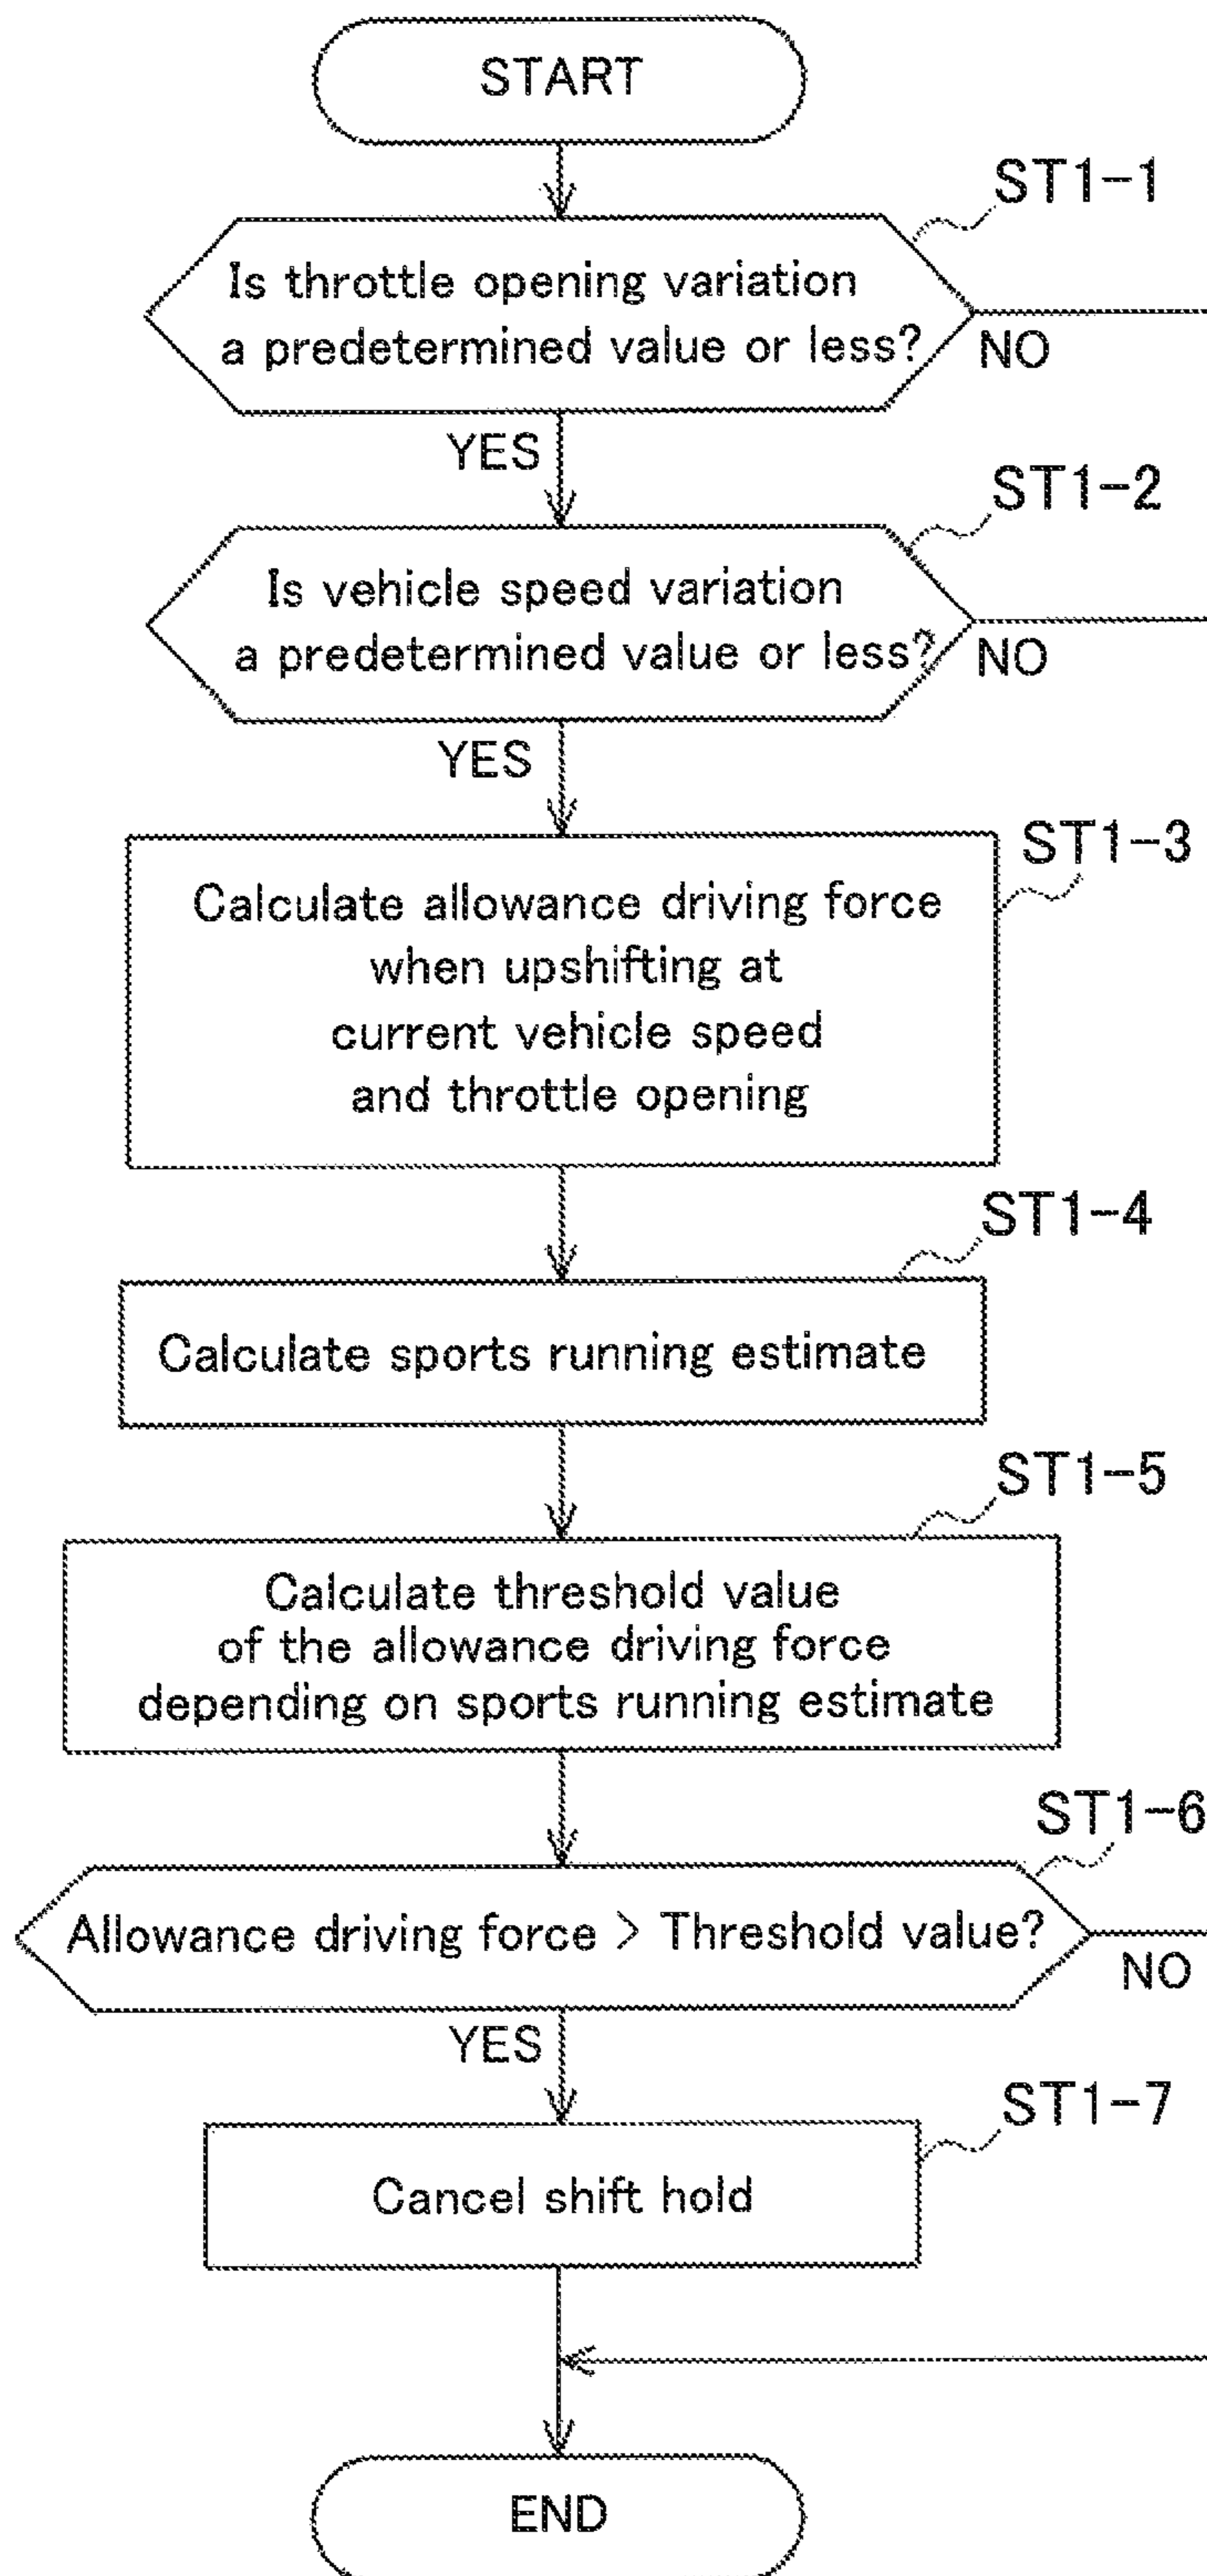 START
ST1-1
Is throttle opening variation
a predetermined value or less?
NO
YES
ST1-2
Is vehicle speed variation
a predetermined value or less?
NO
YES
ST1-3
Calculate allowance driving force
when upshifting at
current vehicle speed
and throttle opening
ST1-4
Calculate sports running estimate
ST1-5
Calculate threshold value
of the allowance driving force
depending on sports running estimate
ST1-6
Allowance driving force > Threshold value?
NO
YES
ST1-7
Cancel shift hold
END